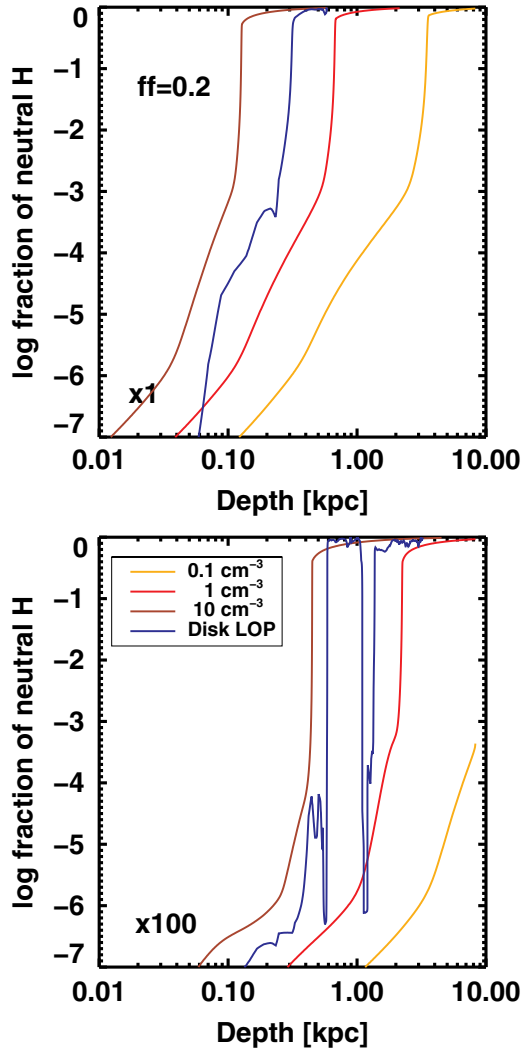 0
−1
ff=0.2
−2
−3
−4
−5
−6
x1
−7
0.01 0.10 1.00 10.00
Depth [kpc]
log fraction of neutral H
0
0.1 cm⁻³
1 cm⁻³
10 cm⁻³
Disk LOP
−1
−2
−3
−4
−5
−6
x100
−7
0.01 0.10 1.00 10.00
Depth [kpc]
log fraction of neutral H